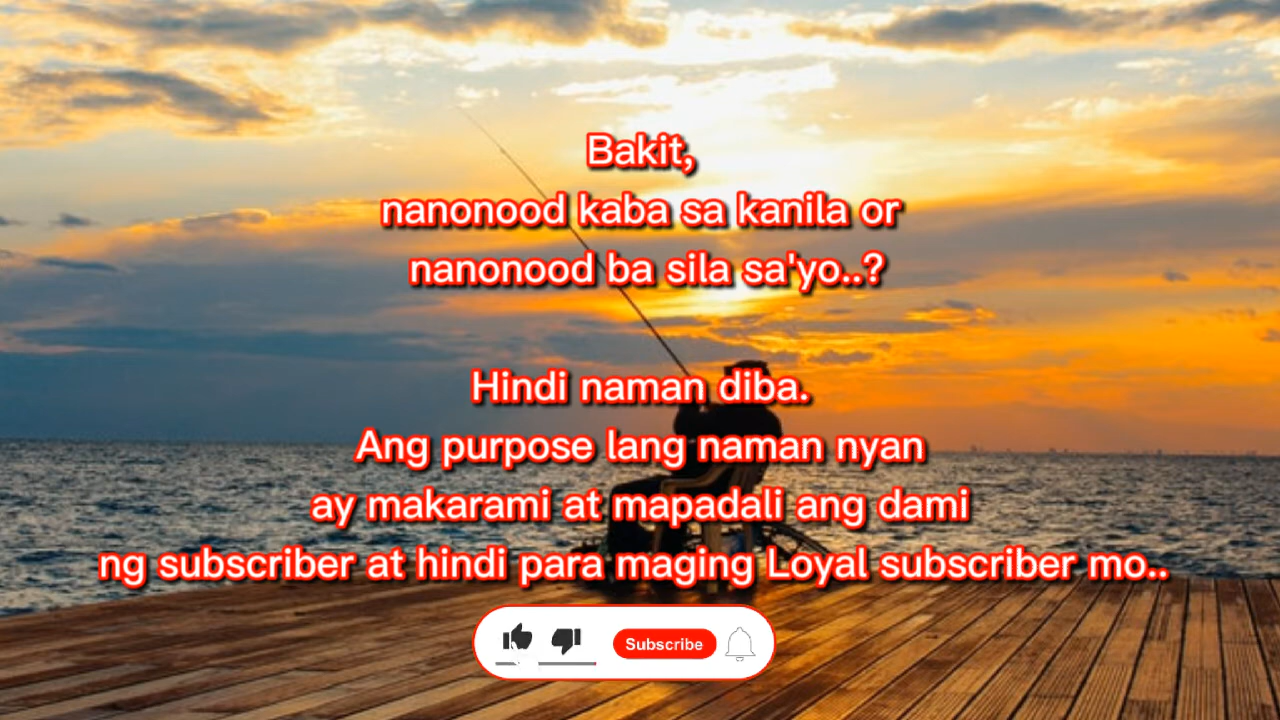 Bakit,
nanonood kaba sa kanila or
nanonood ba sila sa'yo..?
Hindi naman diba.
Ang purpose lang naman nyan
ay makarami at mapadali ang dami
ng subscriber at hindi para maging Loyal subscriber mo..
Subscribe